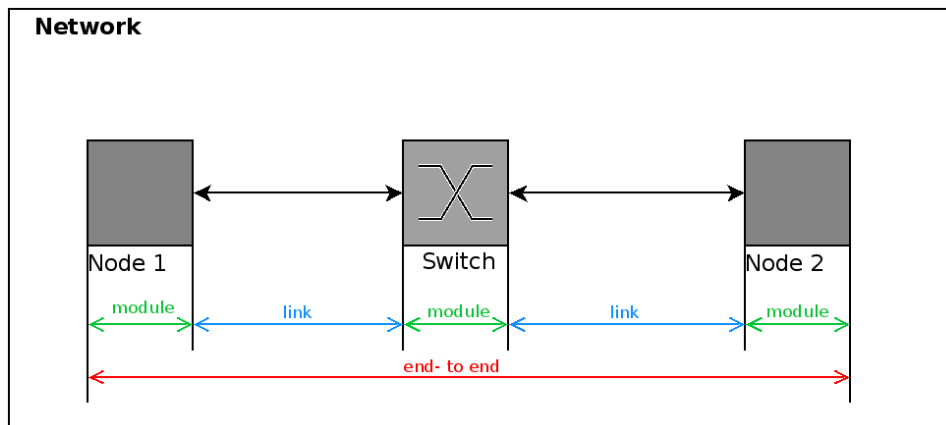 Network
Node 1
Switch
Node 2
module
link
module
link
module
end- to end